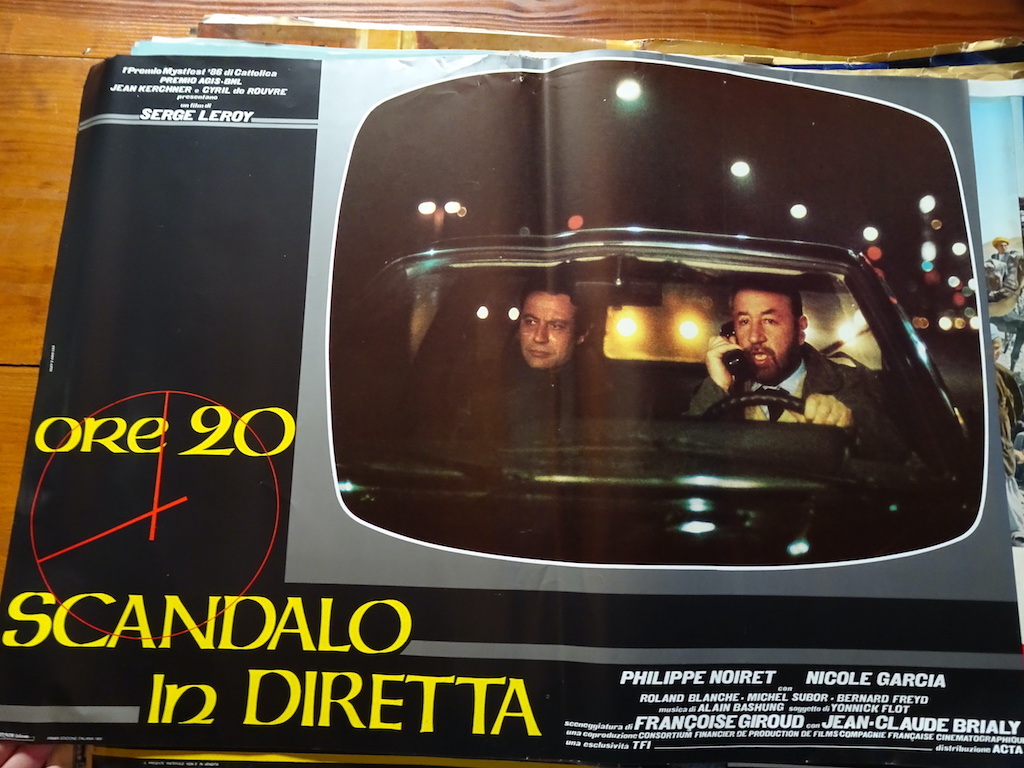 1° Premio Mystfest '86 di Cattolica
PREMIO AGIS-BNL
JEAN KERCHNER e CYRIL de ROUVRE
presentano
un film di
SERGE LEROY
ORE 20
SCANDALO
In DIRETTA
PHILIPPE NOIRET NICOLE GARCIA
con
ROLAND BLANCHE · MICHEL SUBOR · BERNARD FREYD
musica di ALAIN BASHUNG soggetto di YONNICK FLOT
sceneggiatura di FRANÇOISE GIROUD con JEAN-CLAUDE BRIALY
una coproduzione CONSORTIUM FINANCIER DE PRODUCTION DE FILMS COMPAGNIE FRANÇAISE CINEMATOGRAPHIQUE
una esclusività TFI distribuzione ACTA